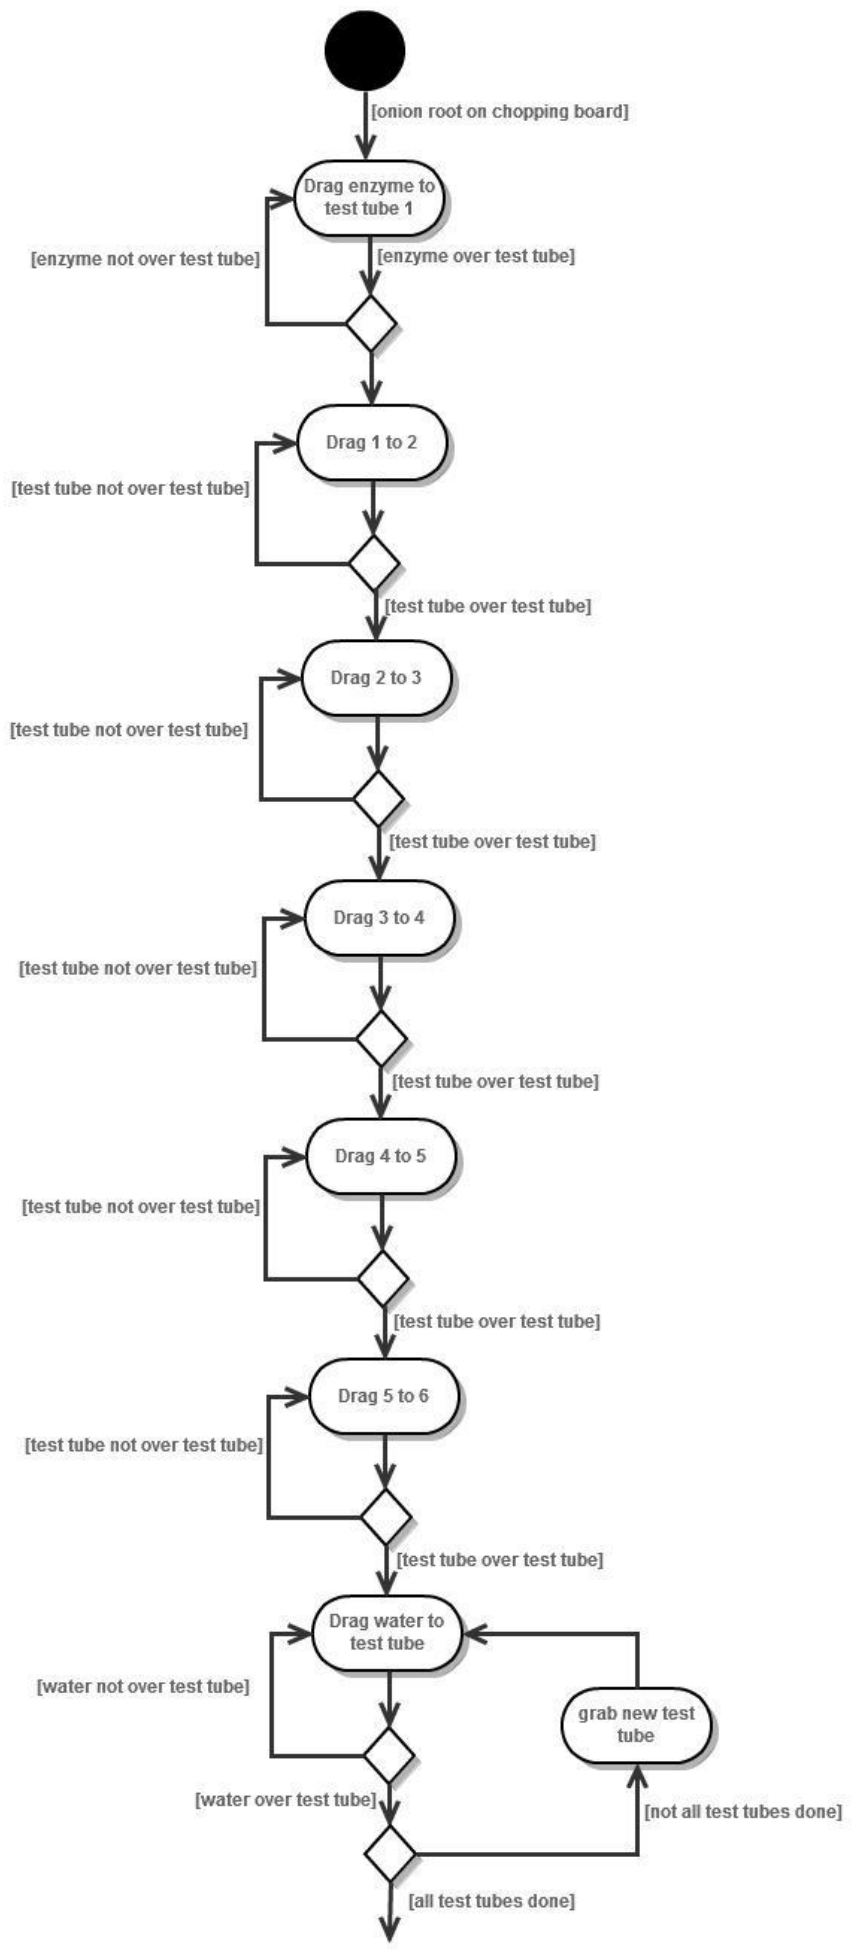 [onion root on chopping board]
Drag enzyme to
test tube 1
[enzyme not over test tube]
[enzyme over test tube]
Drag 1 to 2
[test tube not over test tube]
[test tube over test tube]
Drag 2 to 3
[test tube not over test tube]
[test tube over test tube]
Drag 3 to 4
[test tube not over test tube]
[test tube over test tube]
Drag 4 to 5
[test tube not over test tube]
[test tube over test tube]
Drag 5 to 6
[test tube not over test tube]
[test tube over test tube]
Drag water to
test tube
[water not over test tube]
grab new test
tube
[water over test tube]
[not all test tubes done]
[all test tubes done]